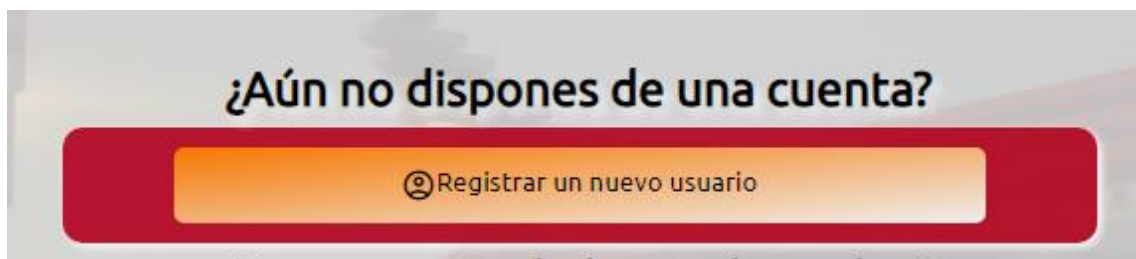 ¿Aún no dispones de una cuenta?
Registrar un nuevo usuario